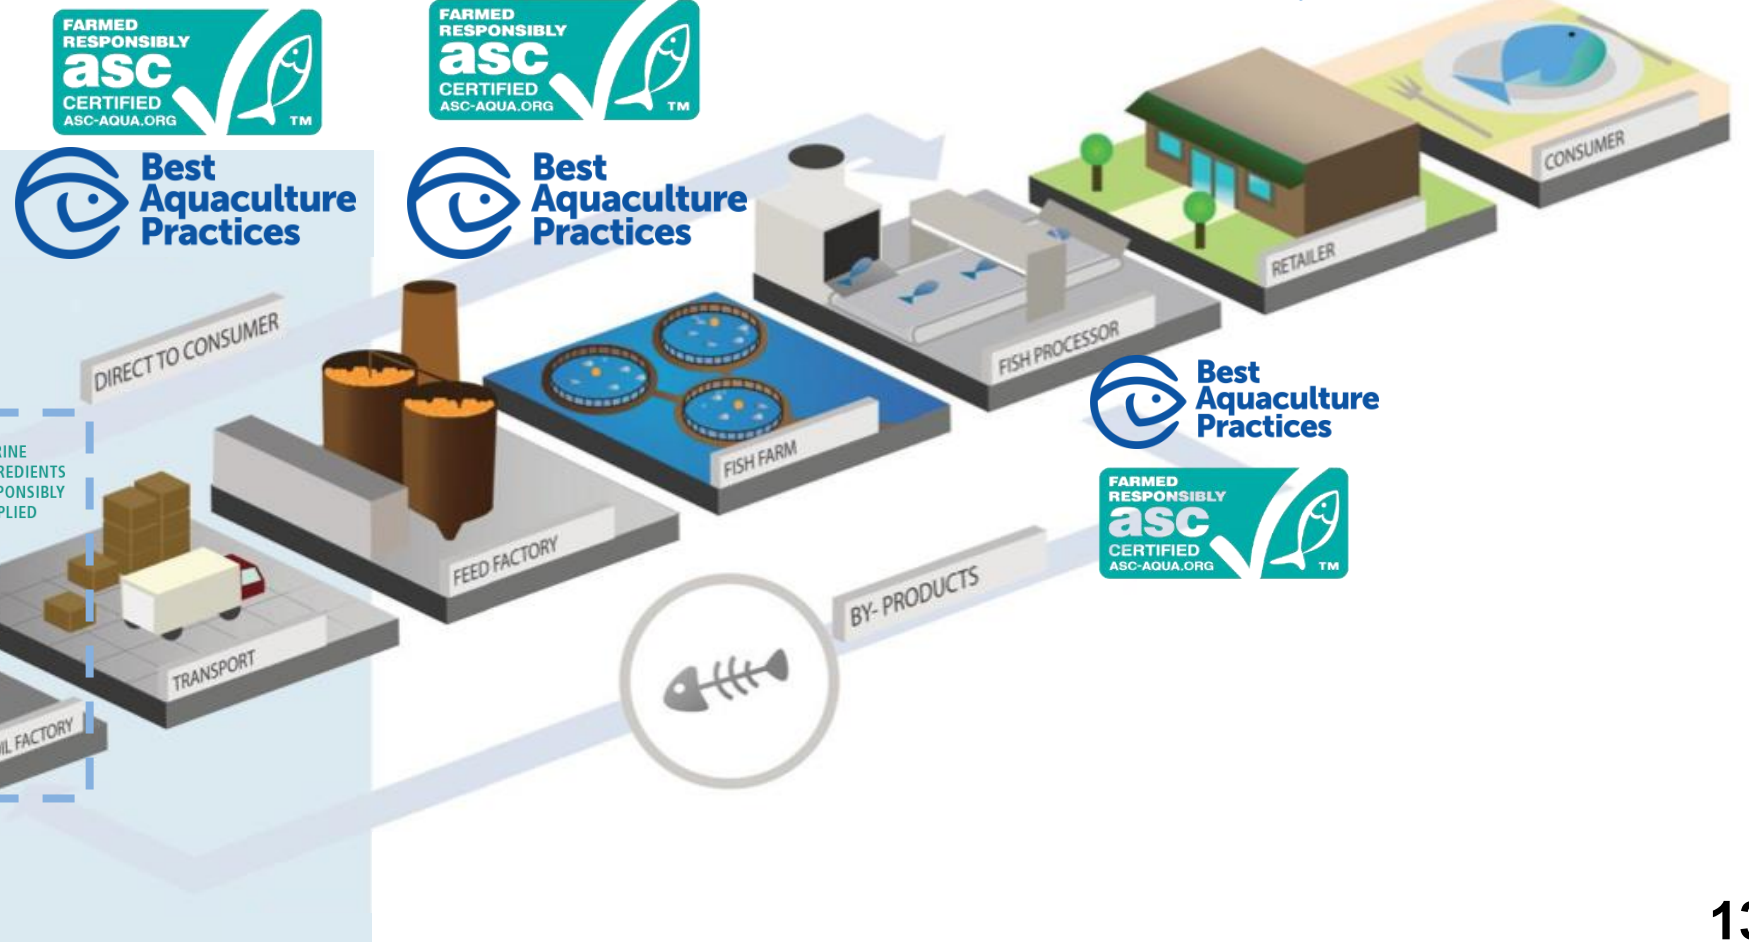 FARMED
RESPONSIBLY
asc
CERTIFIED
ASC-AQUA.ORG
TM
FARMED
RESPONSIBLY
asc
CERTIFIED
ASC-AQUA.ORG
TM
Best
Aquaculture
Practices
Best
Aquaculture
Practices
CONSUMER
RETAILER
DIRECT TO CONSUMER
FISH PROCESSOR
Best
Aquaculture
Practices
FISH FARM
FARMED
RESPONSIBLY
asc
CERTIFIED
ASC-AQUA.ORG
TM
FEED FACTORY
BY- PRODUCTS
TRANSPORT
FACTORY
13